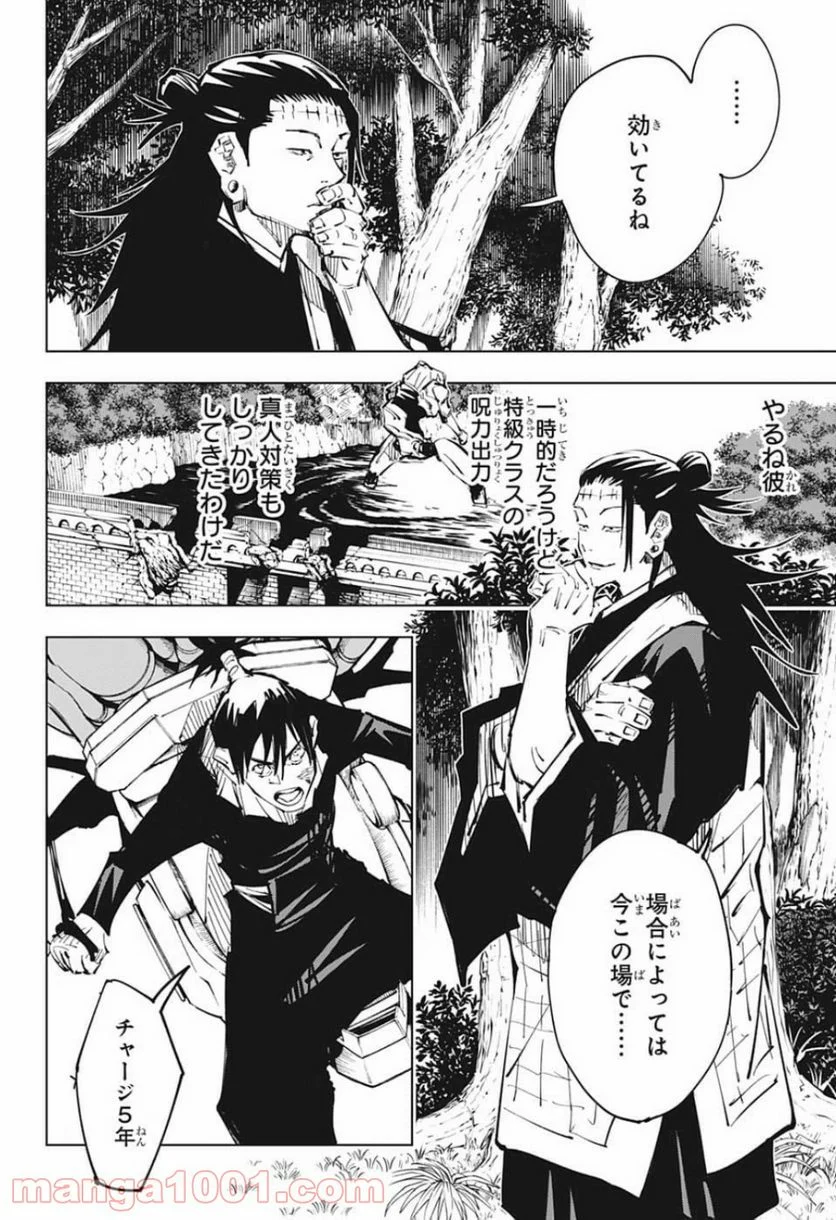 ……
効いてるね
やるね彼
一時的だろうけど
特級クラスの
呪力出力
真人対策も
しっかり
してきたわけだ
場合によっては
今この場で……
チャージ5年
manga1001.com